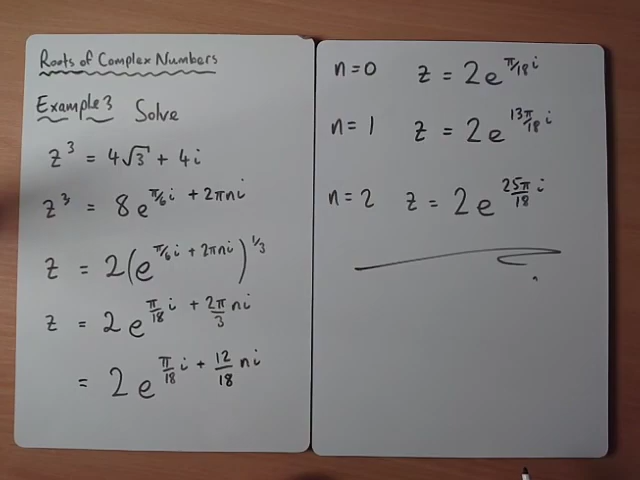 Roots of Complex Numbers
Example 3 Solve
z³ = 4√3 + 4i
z³ = 8e^(π/6 i + 2πni)
z = 2(e^(π/6 i + 2πni))^(1/3)
z = 2e^(π/18 i + 2π/3 ni)
= 2e^(π/18 i + 12/18 ni)
n=0 z = 2e^(π/18 i)
n=1 z = 2e^(13π/18 i)
n=2 z = 2e^(25π/18 i)